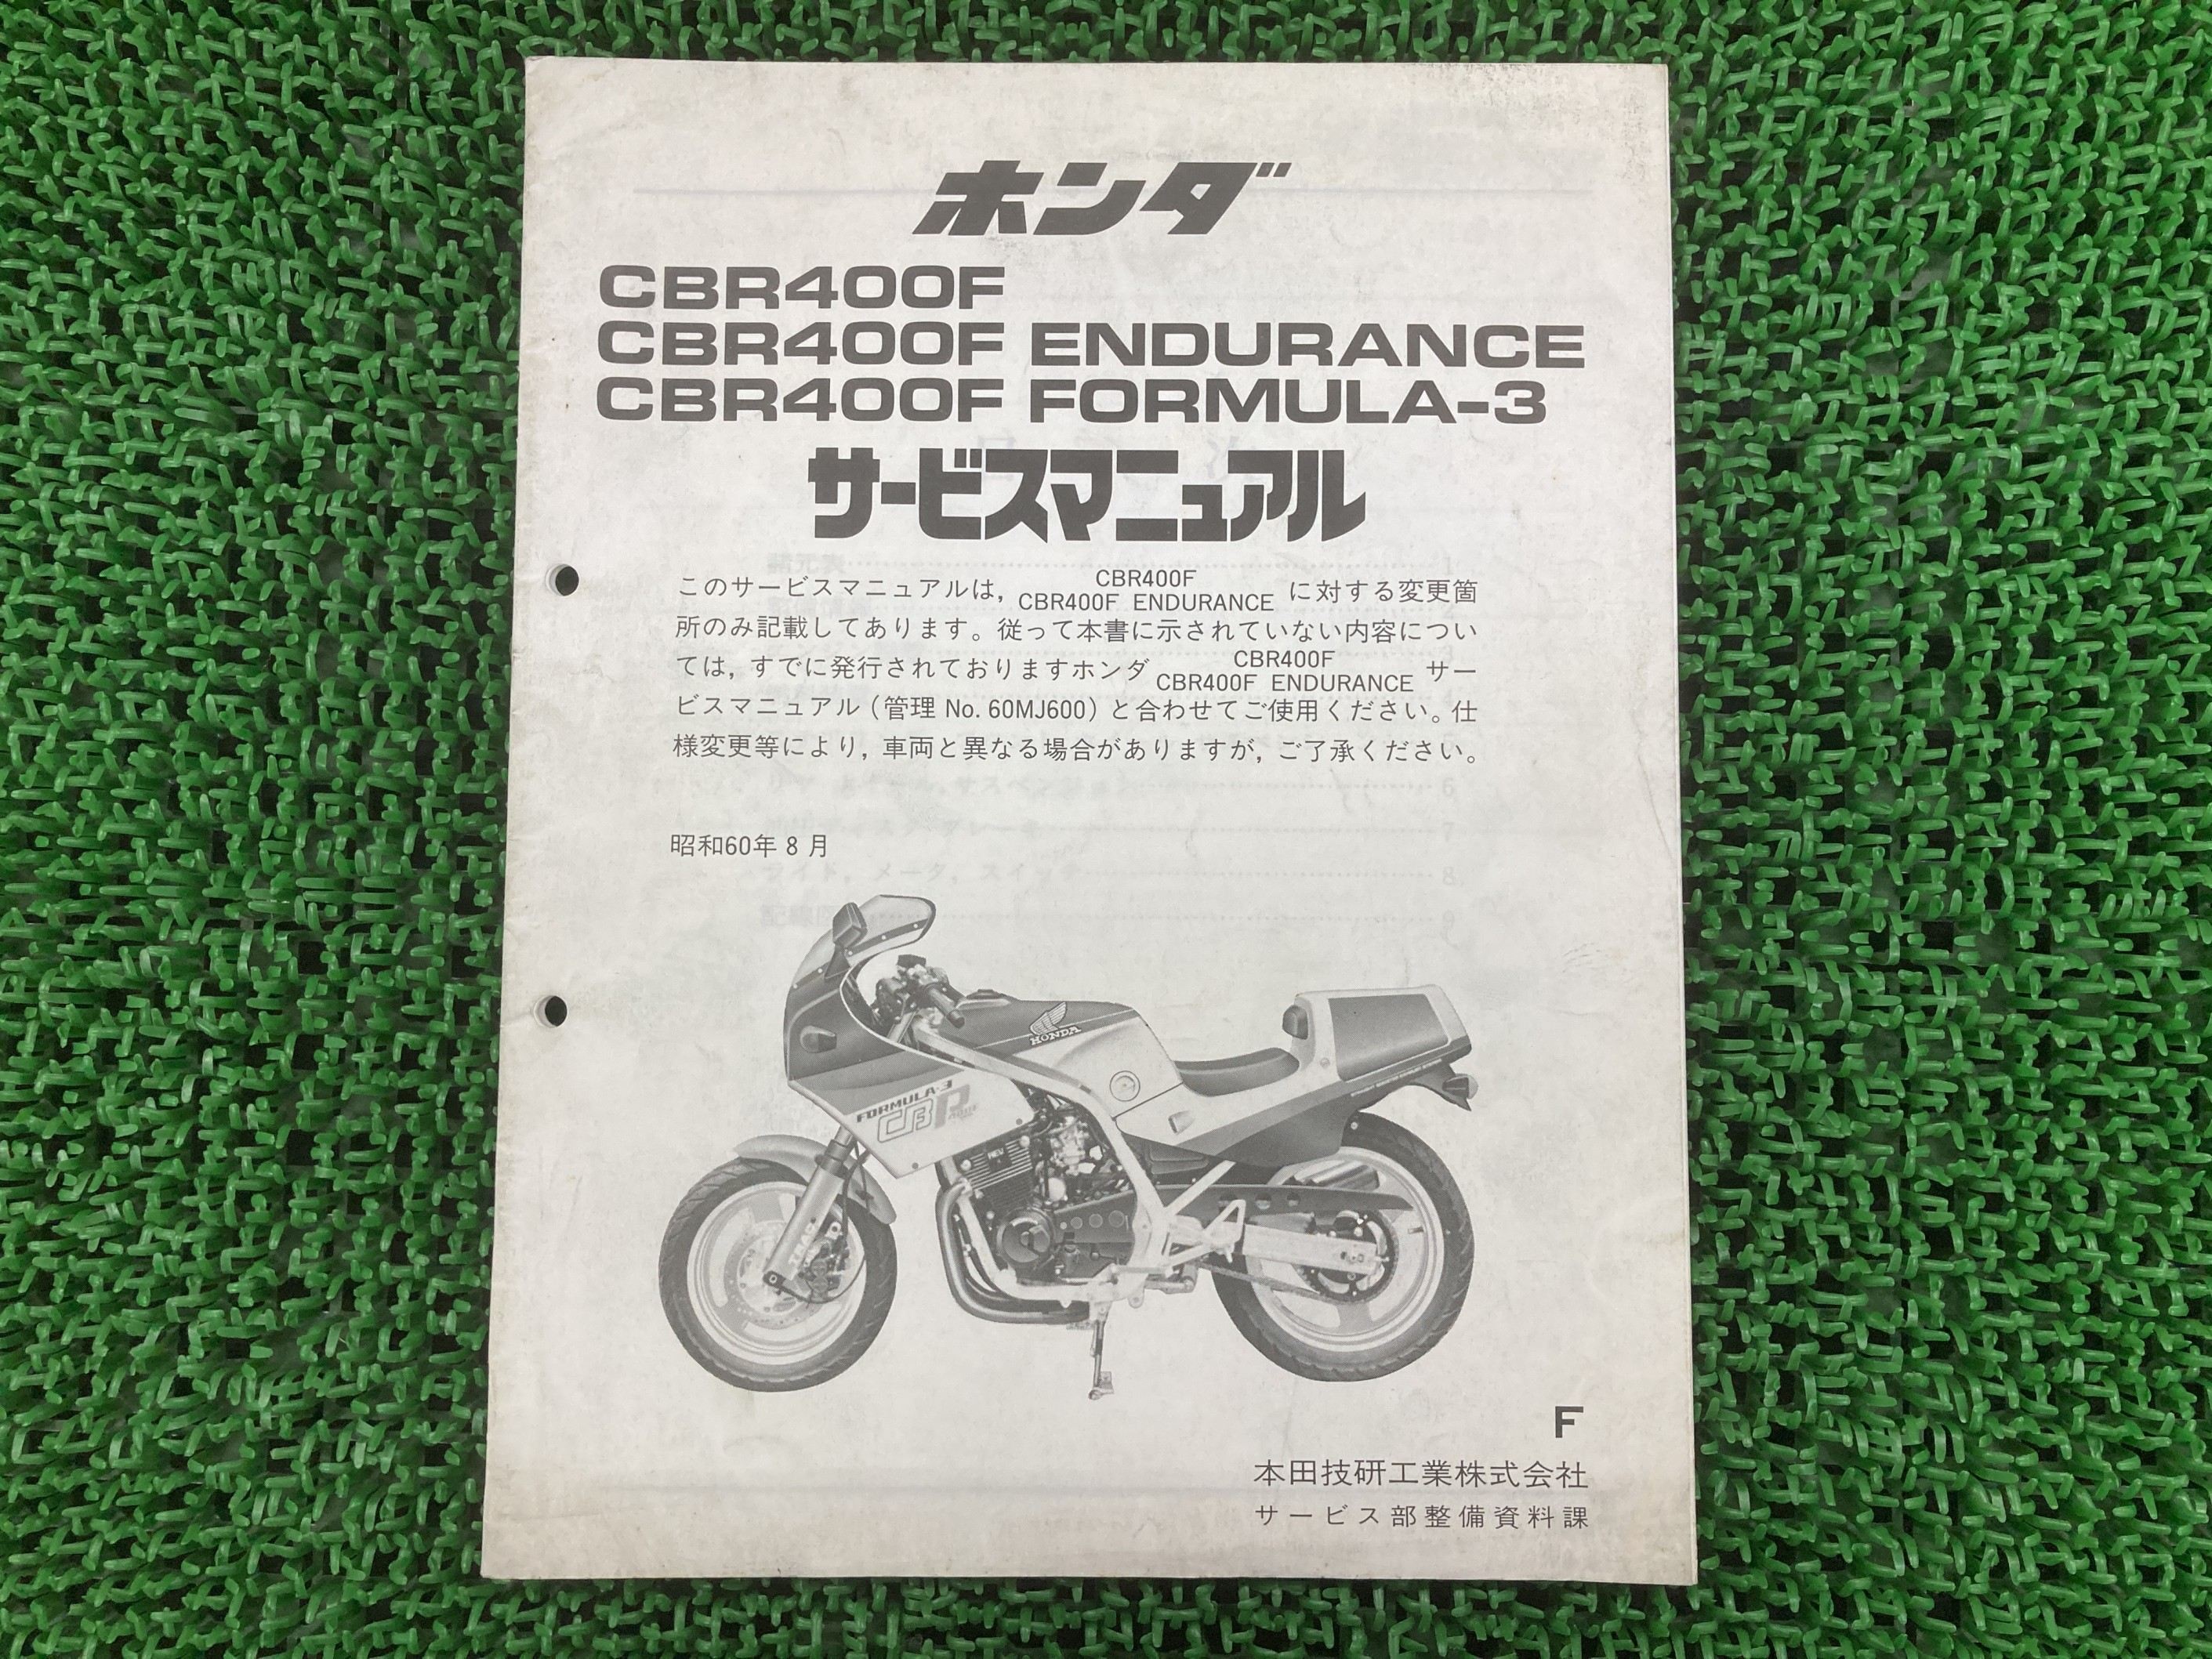 ホンダ
CBR400F
CBR400F ENDURANCE
CBR400F FORMULA-3
サービスマニュアル
このサービスマニュアルは, CBR400F CBR400F ENDURANCE に対する変更箇
所のみ記載してあります。従って本書に示されていない内容につい
ては, すでに発行されておりますホンダ CBR400F CBR400F ENDURANCE サー
ビスマニュアル (管理 No. 60MJ600) と合わせてご使用ください。仕
様変更等により, 車両と異なる場合がありますが, ご了承ください。
昭和60年 8 月
HONDA
FORMULA-3
CBR
400F
REV
F
本田技研工業株式会社
サービス部整備資料課